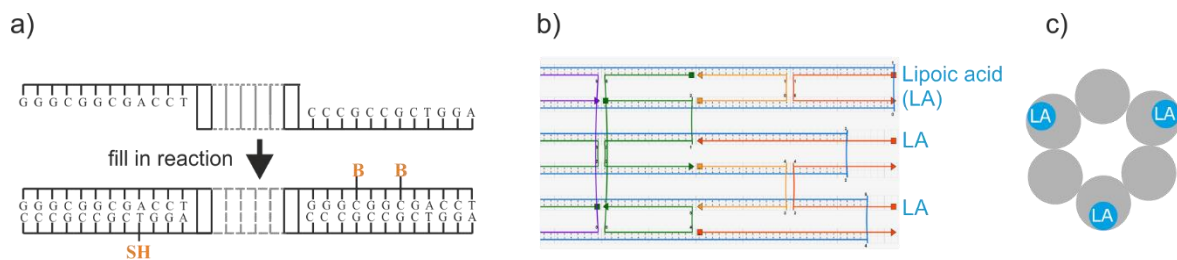 a)
G G G C G G C G A C C T
C C C G C C G C T G G A
fill in reaction
B B
G G G C G G C G A C C T
C C C G C C G C T G G A
G G G C G G C G A C C T
C C C G C C G C T G G A
SH
b)
Lipoic acid
(LA)
LA
LA
c)
LA
LA
LA